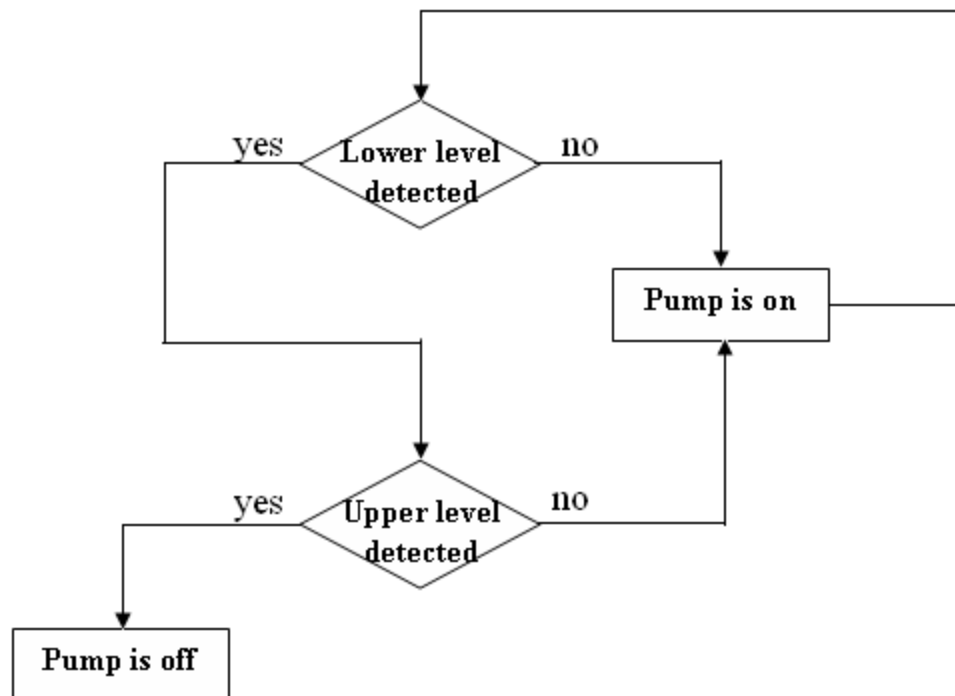 yes
Lower level
detected
no
Pump is on
yes
Upper level
detected
no
Pump is off